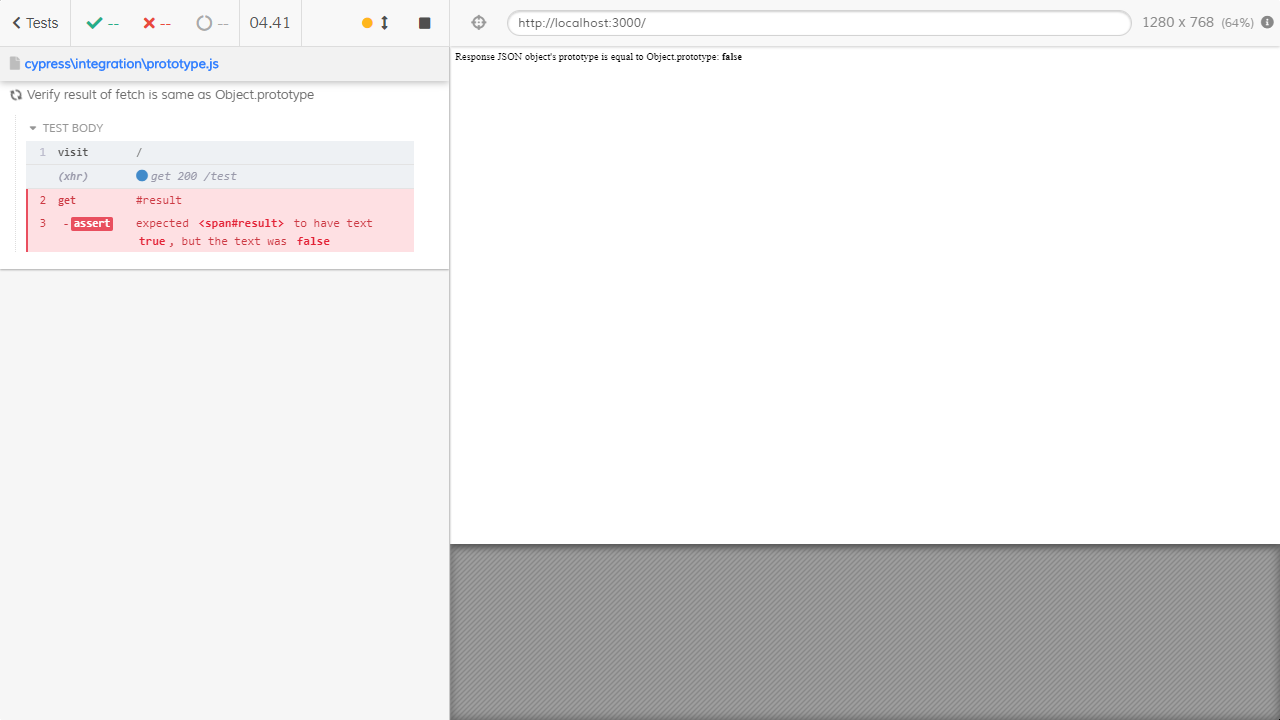 Tests -- -- -- 04.41 http://localhost:3000/ 1280 x 768 (64%)
cypress\integration\prototype.js
Response JSON object's prototype is equal to Object.prototype: false
Verify result of fetch is same as Object.prototype
TEST BODY
1 visit /
(xhr) get 200 /test
2 get #result
3 -assert expected <span#result> to have text
true, but the text was false